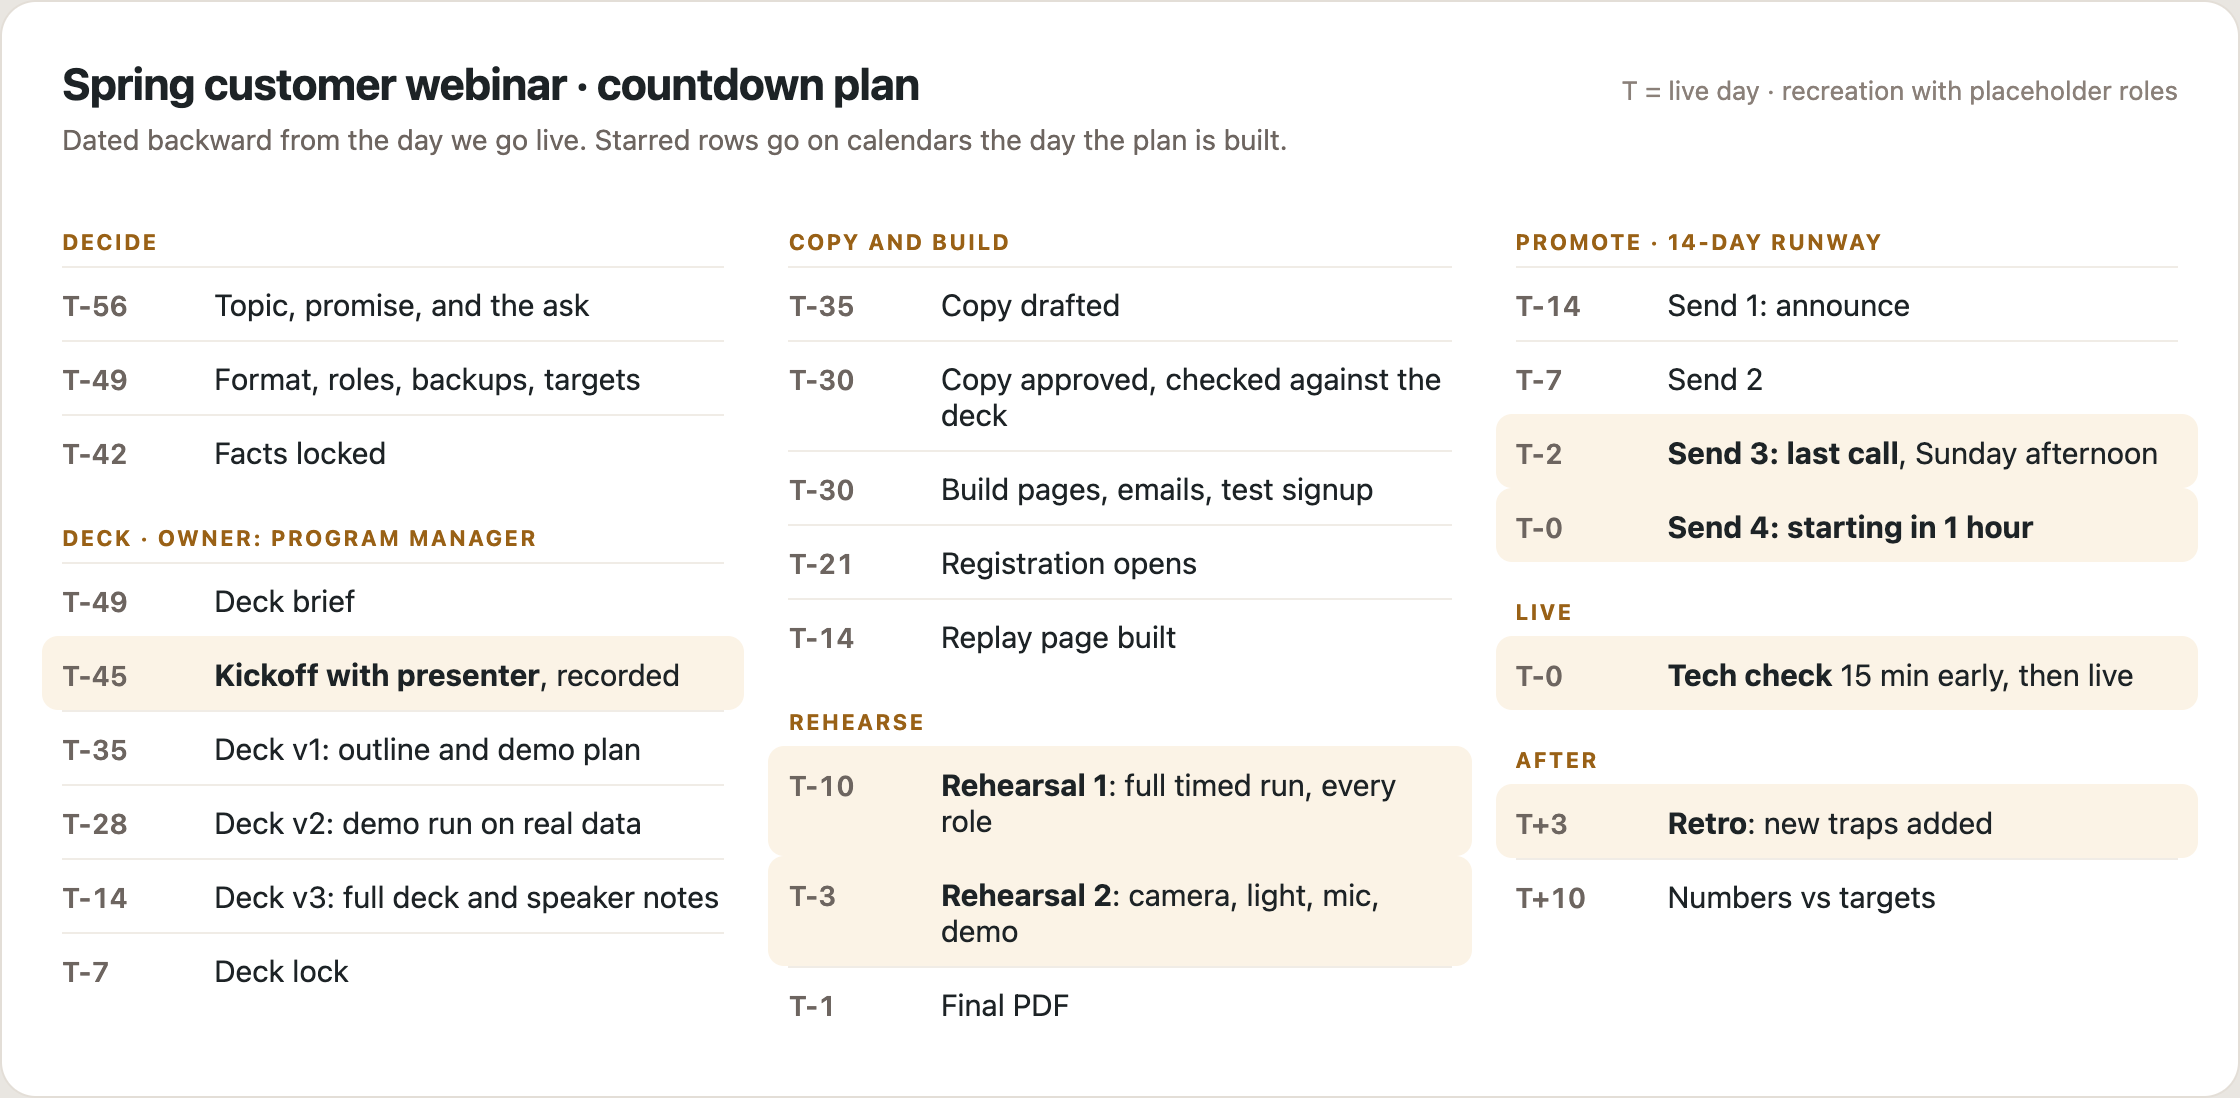 Spring customer webinar · countdown plan
T = live day · recreation with placeholder roles
Dated backward from the day we go live. Starred rows go on calendars the day the plan is built.
DECIDE
T-56 Topic, promise, and the ask
T-49 Format, roles, backups, targets
T-42 Facts locked
DECK · OWNER: PROGRAM MANAGER
T-49 Deck brief
T-45 Kickoff with presenter, recorded
T-35 Deck v1: outline and demo plan
T-28 Deck v2: demo run on real data
T-14 Deck v3: full deck and speaker notes
T-7 Deck lock
COPY AND BUILD
T-35 Copy drafted
T-30 Copy approved, checked against the
deck
T-30 Build pages, emails, test signup
T-21 Registration opens
T-14 Replay page built
REHEARSE
T-10 Rehearsal 1: full timed run, every
role
T-3 Rehearsal 2: camera, light, mic,
demo
T-1 Final PDF
PROMOTE · 14-DAY RUNWAY
T-14 Send 1: announce
T-7 Send 2
T-2 Send 3: last call, Sunday afternoon
T-0 Send 4: starting in 1 hour
LIVE
T-0 Tech check 15 min early, then live
AFTER
T+3 Retro: new traps added
T+10 Numbers vs targets